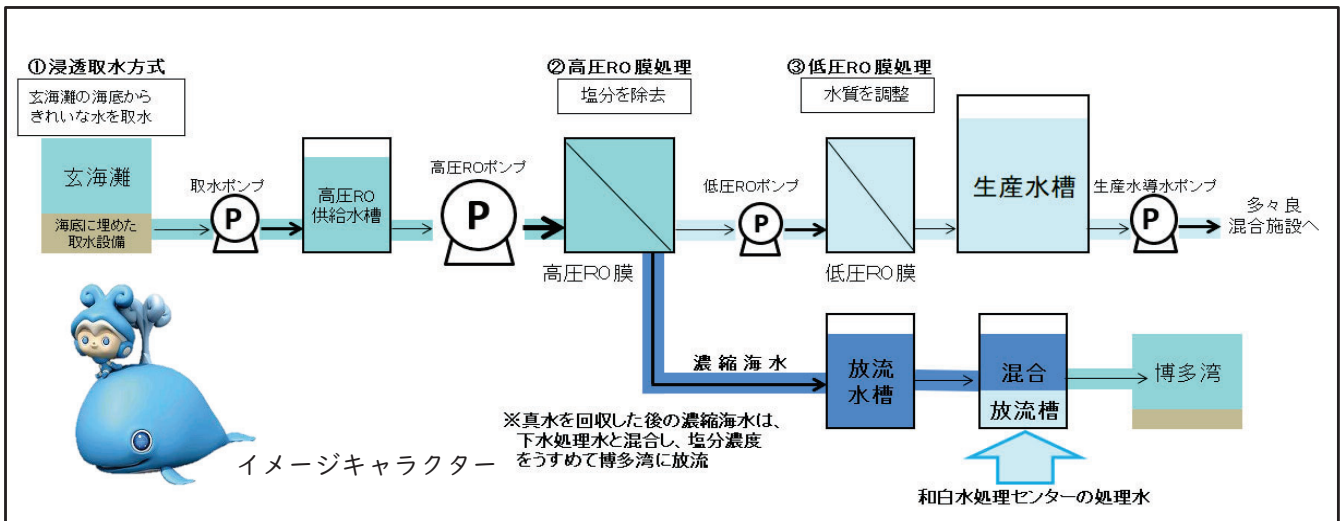 ①浸透取水方式
玄海灘の海底から
きれいな水を取水
玄海灘
海底に埋めた
取水設備
取水ポンプ
P
高圧RO
供給水槽
高圧ROポンプ
P
②高圧RO膜処理
塩分を除去
高圧RO膜
低圧ROポンプ
P
③低圧RO膜処理
水質を調整
低圧RO膜
生産水槽
生産水導水ポンプ
P
多々良
混合施設へ
濃縮海水
放流
水槽
混合
放流槽
博多湾
※真水を回収した後の濃縮海水は、
下水処理水と混合し、塩分濃度
をうすめて博多湾に放流
和白水処理センターの処理水
イメージキャラクター